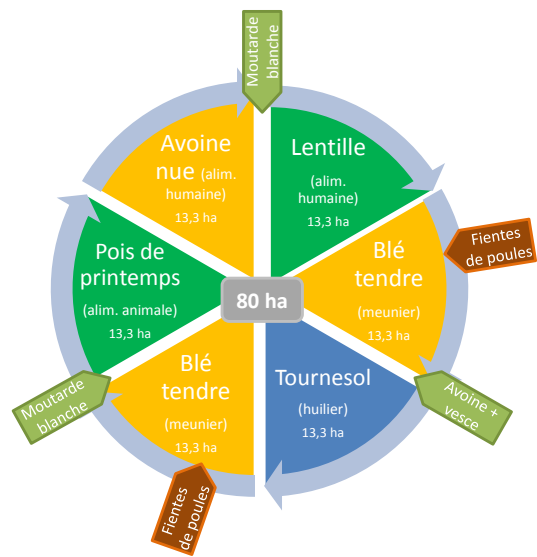 Moutarde
blanche
Lentille
(alim.
humaine)
13,3 ha
Fientes
de poules
Blé
tendre
(meunier)
13,3 ha
Avoine +
vesce
Tournesol
(huilier)
13,3 ha
Fientes
de poules
Blé
tendre
(meunier)
13,3 ha
Moutarde
blanche
Pois de
printemps
(alim. animale)
13,3 ha
Avoine
nue (alim.
humaine)
13,3 ha
80 ha